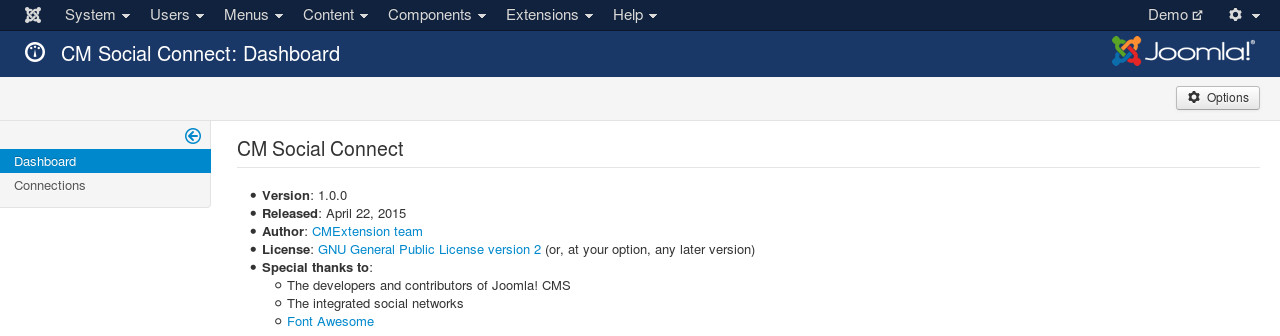 System Users Menus Content Components Extensions Help Demo
CM Social Connect: Dashboard Joomla!®
Options
Dashboard
Connections
CM Social Connect
Version: 1.0.0
Released: April 22, 2015
Author: CMExtension team
License: GNU General Public License version 2 (or, at your option, any later version)
Special thanks to:
The developers and contributors of Joomla! CMS
The integrated social networks
Font Awesome